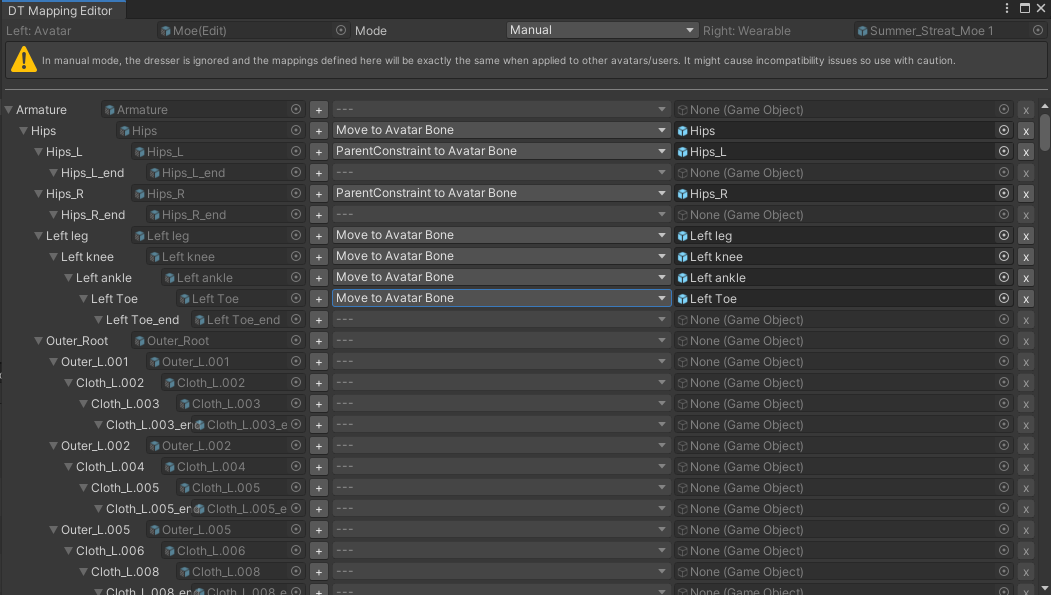 DT Mapping Editor
Left: Avatar Moe(Edit) Mode Manual Right: Wearable Summer_Streat_Moe 1
In manual mode, the dresser is ignored and the mappings defined here will be exactly the same when applied to other avatars/users. It might cause incompatibility issues so use with caution.
Armature Armature + --- None (Game Object) x
Hips Hips + Move to Avatar Bone Hips x
Hips_L Hips_L + ParentConstraint to Avatar Bone Hips_L x
Hips_L_end Hips_L_end + --- None (Game Object) x
Hips_R Hips_R + ParentConstraint to Avatar Bone Hips_R x
Hips_R_end Hips_R_end + --- None (Game Object) x
Left leg Left leg + Move to Avatar Bone Left leg x
Left knee Left knee + Move to Avatar Bone Left knee x
Left ankle Left ankle + Move to Avatar Bone Left ankle x
Left Toe Left Toe + Move to Avatar Bone Left Toe x
Left Toe_end Left Toe_end + --- None (Game Object) x
Outer_Root Outer_Root + --- None (Game Object) x
Outer_L.001 Outer_L.001 + --- None (Game Object) x
Cloth_L.002 Cloth_L.002 + --- None (Game Object) x
Cloth_L.003 Cloth_L.003 + --- None (Game Object) x
Cloth_L.003_en Cloth_L.003_e + --- None (Game Object) x
Outer_L.002 Outer_L.002 + --- None (Game Object) x
Cloth_L.004 Cloth_L.004 + --- None (Game Object) x
Cloth_L.005 Cloth_L.005 + --- None (Game Object) x
Cloth_L.005_en Cloth_L.005_e + --- None (Game Object) x
Outer_L.005 Outer_L.005 + --- None (Game Object) x
Cloth_L.006 Cloth_L.006 + --- None (Game Object) x
Cloth_L.008 Cloth_L.008 + --- None (Game Object) x
Cloth_L.008_en Cloth_L.008_e + --- None (Game Object) x